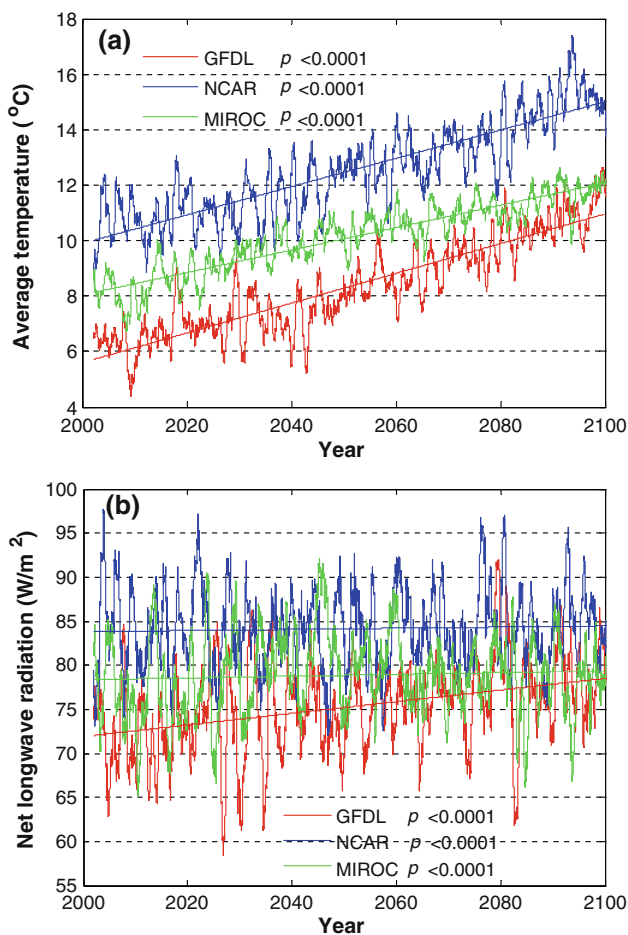 (a)
GFDL p <0.0001
NCAR p <0.0001
MIROC p <0.0001
Average temperature (°C)
18
16
14
12
10
8
6
4
2000 2020 2040 2060 2080 2100
Year
(b)
Net longwave radiation (W/m²)
100
95
90
85
80
75
70
65
60
55
GFDL p <0.0001
NCAR p <0.0001
MIROC p <0.0001
2000 2020 2040 2060 2080 2100
Year